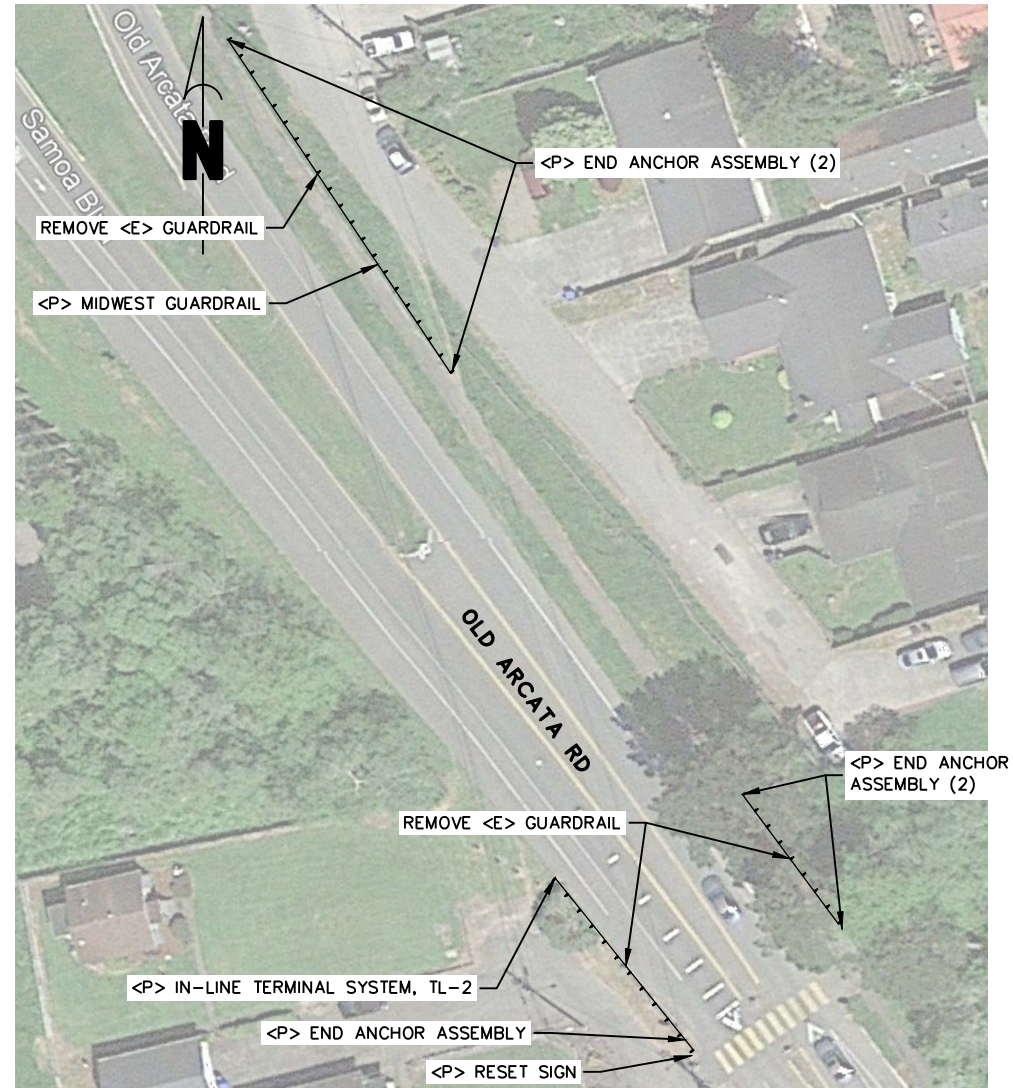 Old Arcata Rd
Samoa Bl
N
<P> END ANCHOR ASSEMBLY (2)
REMOVE <E> GUARDRAIL
<P> MIDWEST GUARDRAIL
OLD ARCATA RD
<P> END ANCHOR
ASSEMBLY (2)
REMOVE <E> GUARDRAIL
<P> IN-LINE TERMINAL SYSTEM, TL-2
<P> END ANCHOR ASSEMBLY
<P> RESET SIGN